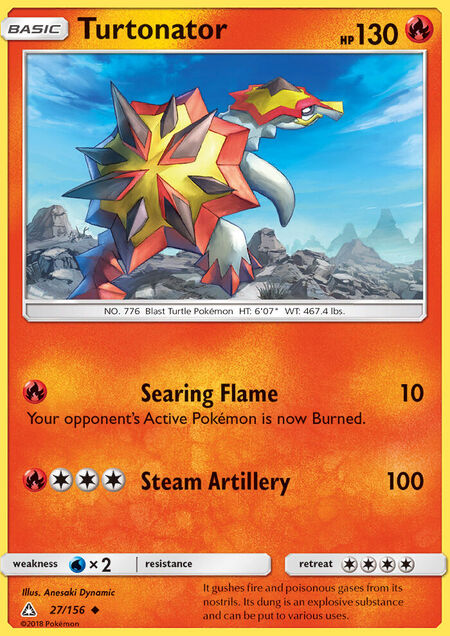 BASIC Turtonator HP130
NO. 776 Blast Turtle Pokémon HT: 6'07" WT: 467.4 lbs.
Searing Flame 10
Your opponent's Active Pokémon is now Burned.
Steam Artillery 100
weakness ×2 resistance retreat
Illus. Anesaki Dynamic
27/156
©2018 Pokémon
It gushes fire and poisonous gases from its
nostrils. Its dung is an explosive substance
and can be put to various uses.